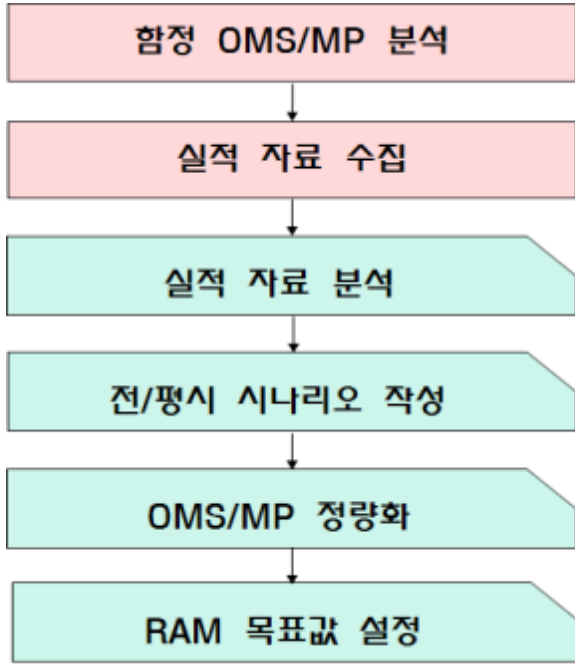 함정 OMS/MP 분석
실적 자료 수집
실적 자료 분석
전/평시 시나리오 작성
OMS/MP 정량화
RAM 목표값 설정